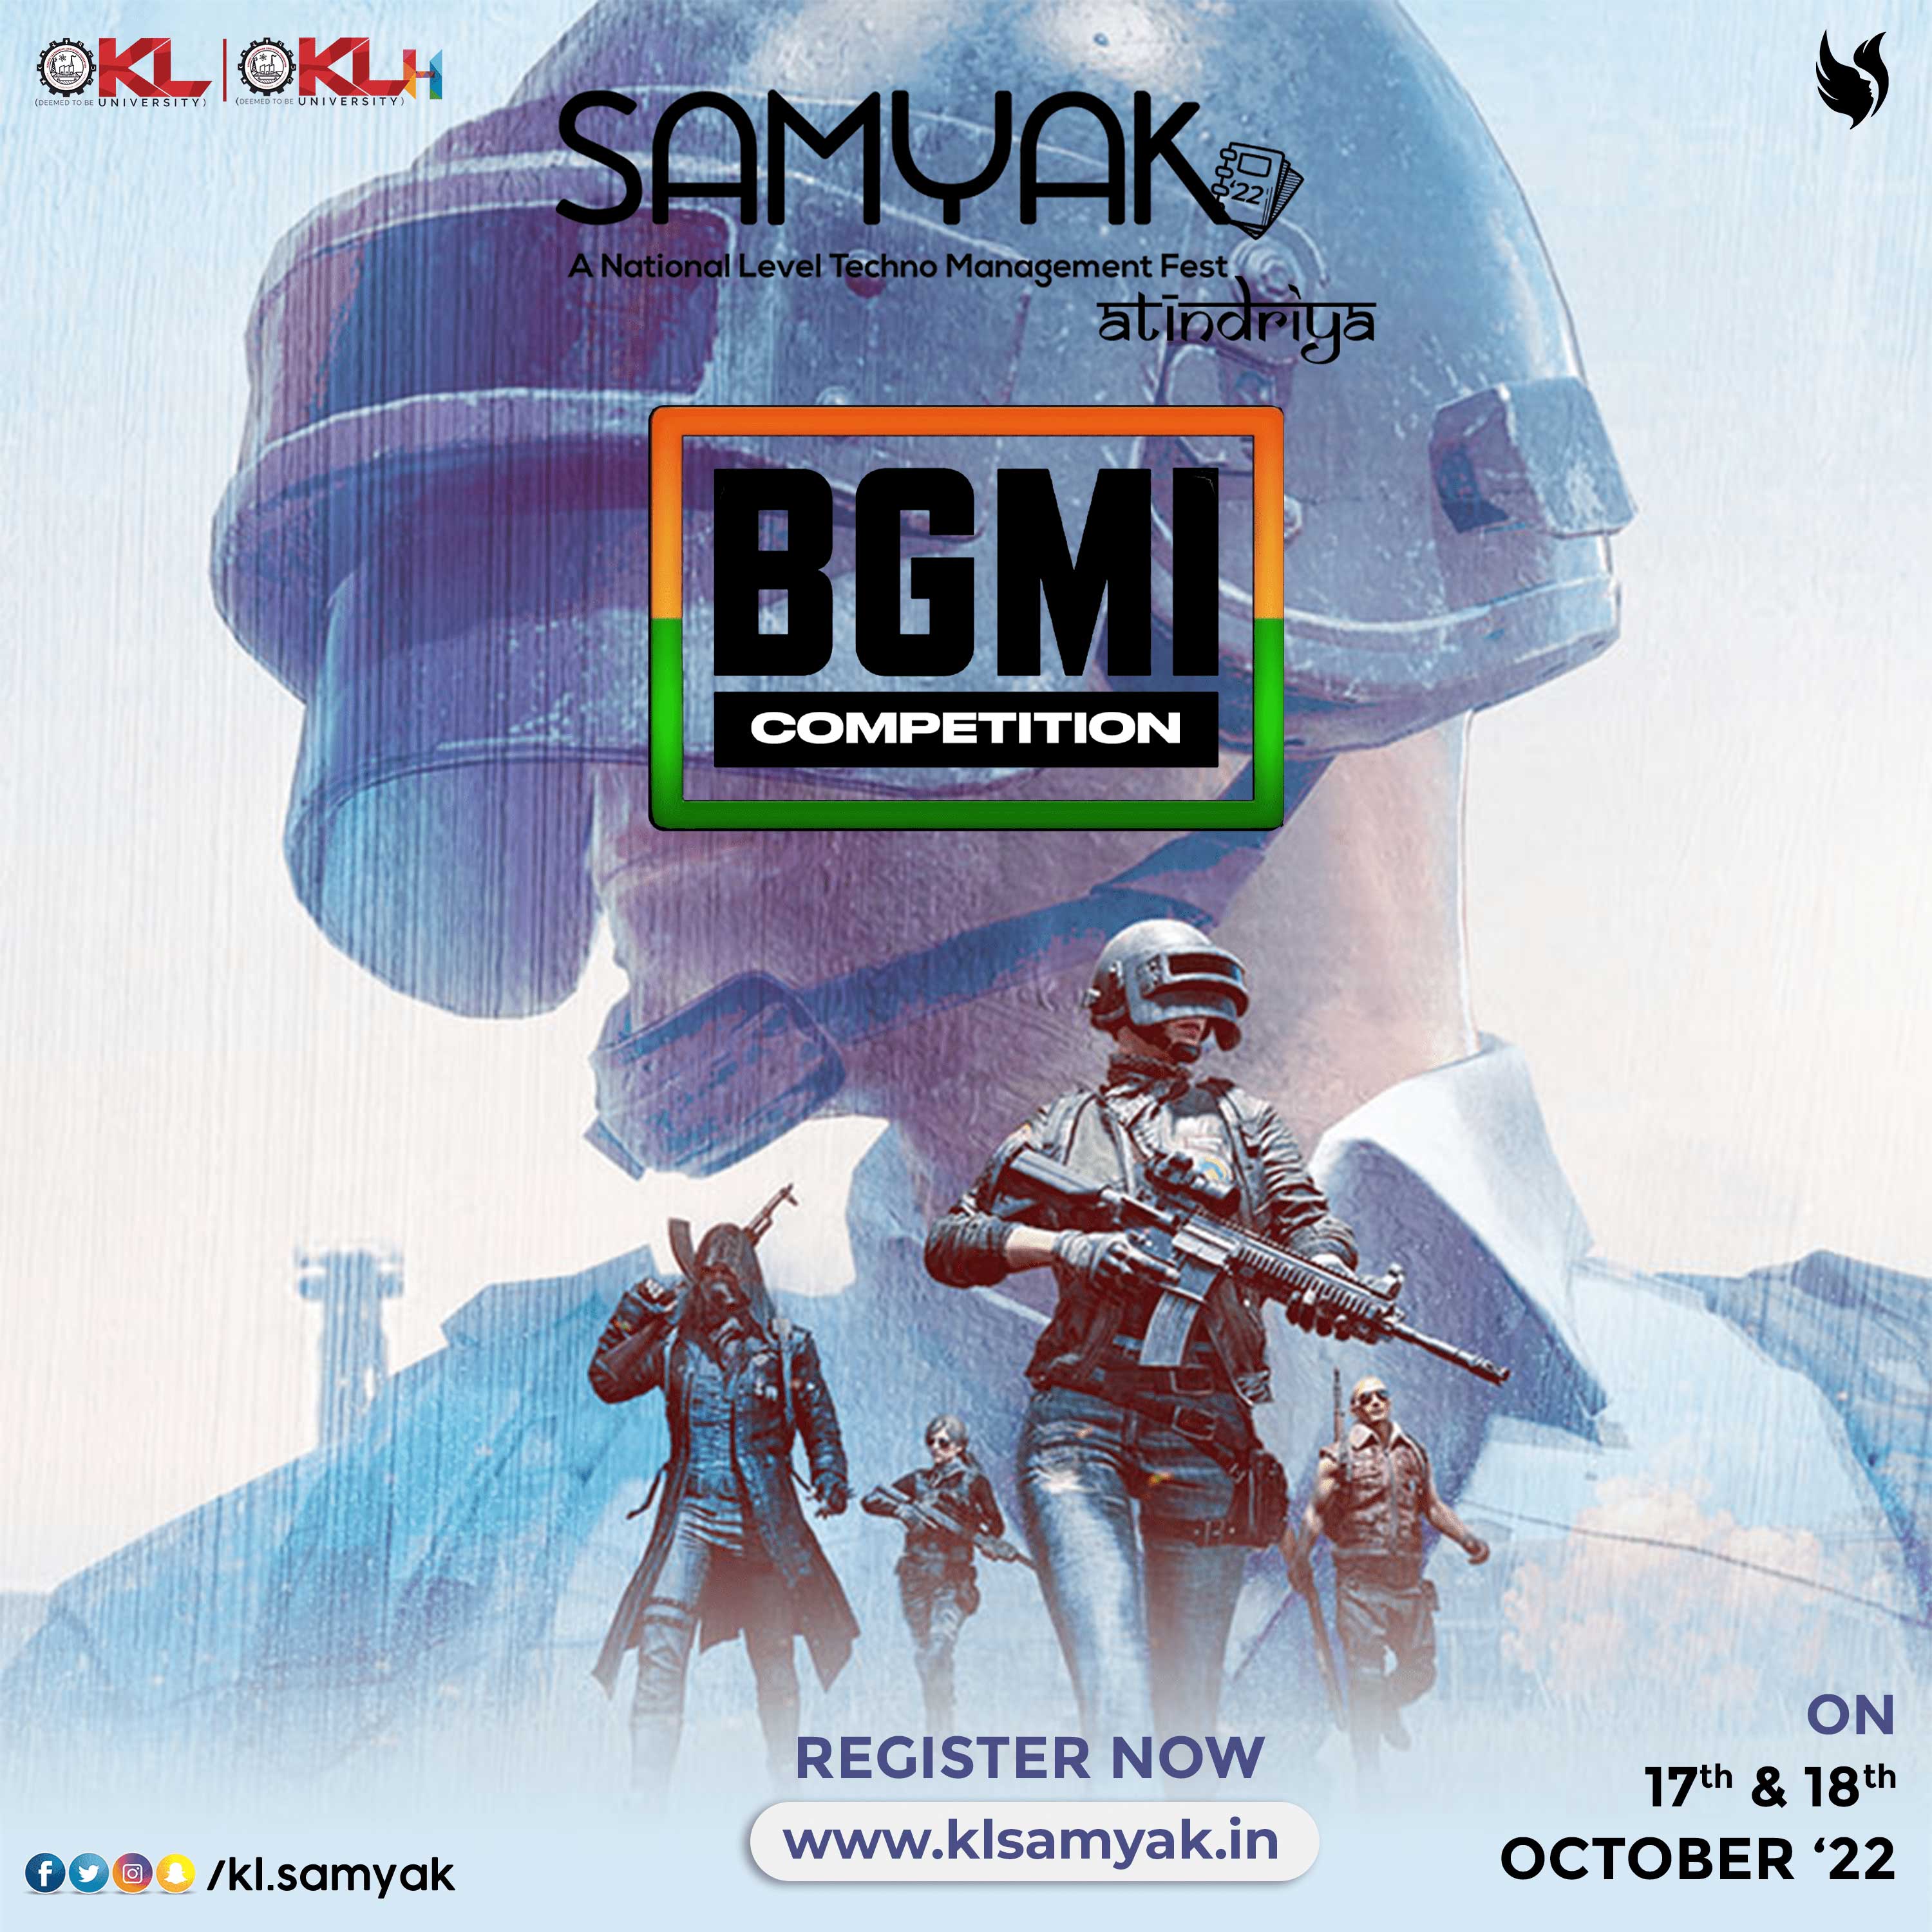 KL | KLH
(DEEMED TO BE UNIVERSITY) (DEEMED TO BE UNIVERSITY)
SAMYAK
'22
A National Level Techno Management Fest
atīndrìya
BGMI
COMPETITION
REGISTER NOW
www.klsamyak.in
ON
17th & 18th
OCTOBER ‘22
/kl.samyak